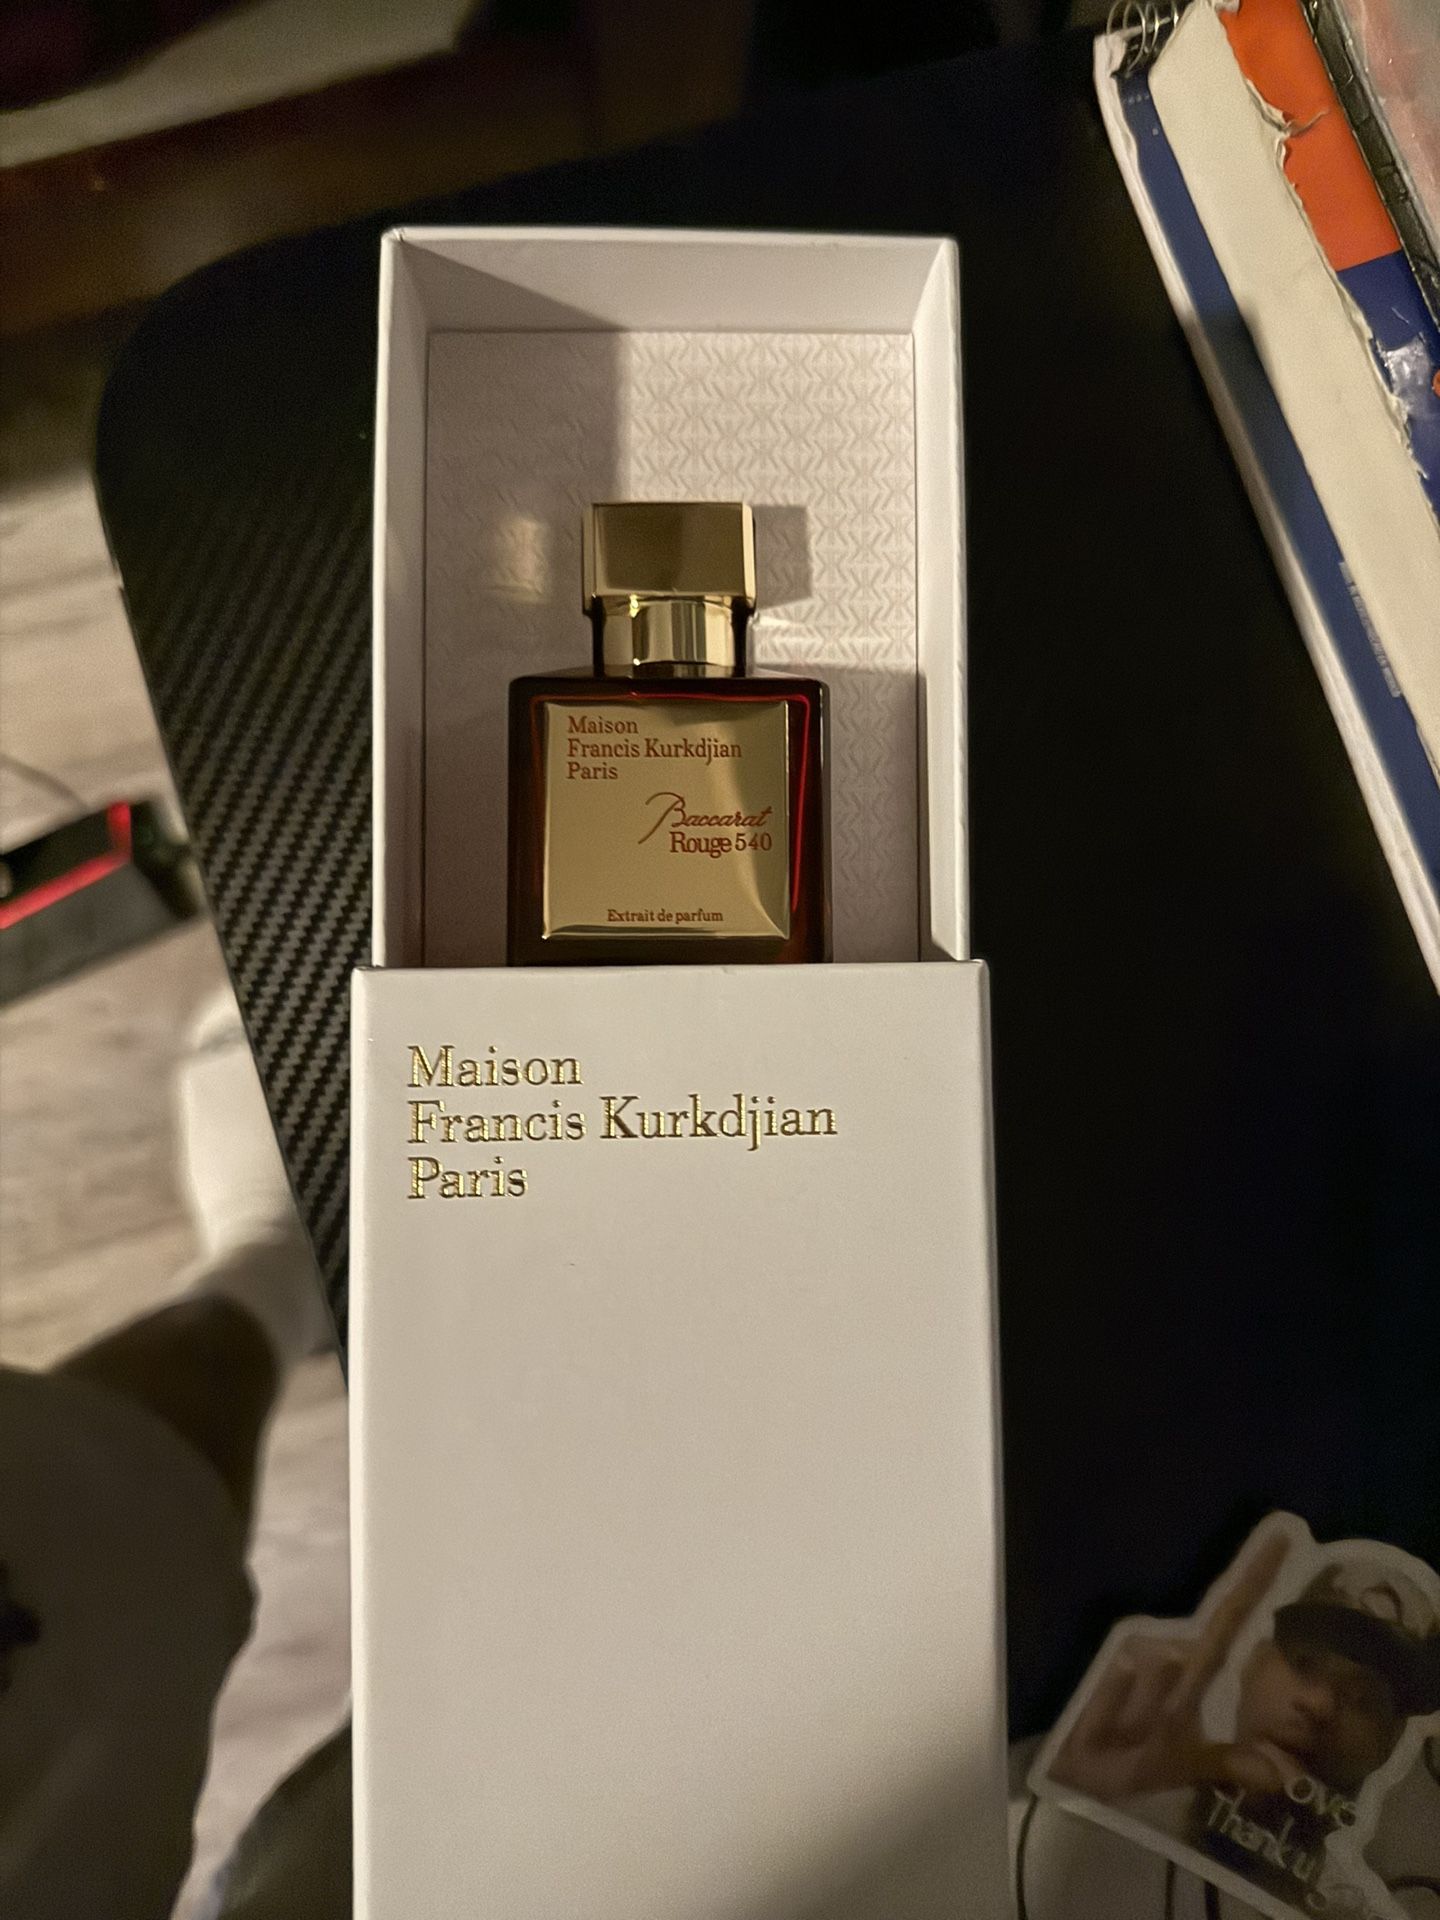 Maison
Francis Kurkdjian
Paris
Baccarat
Rouge 540
Extrait de parfum
Maison
Francis Kurkdjian
Paris
Thank u